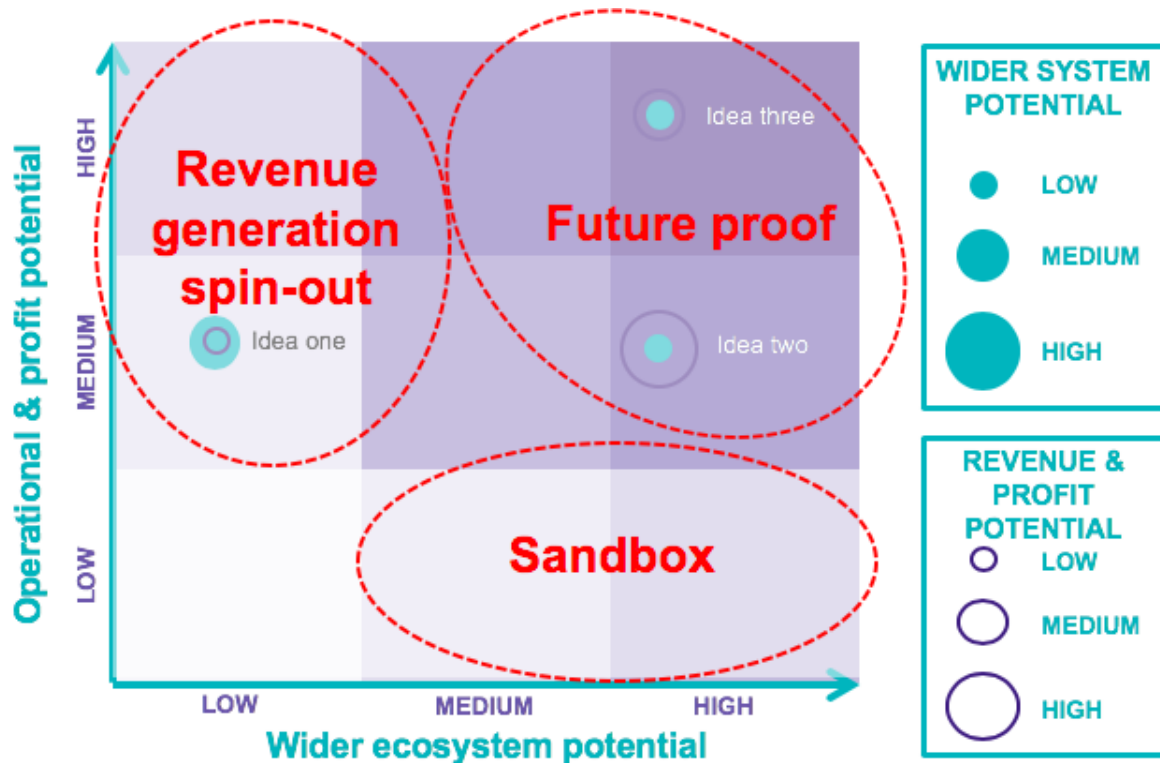 Operational & profit potential
HIGH
MEDIUM
LOW
Revenue
generation
spin-out
Idea one
Idea three
Future proof
Idea two
Sandbox
LOW
MEDIUM
HIGH
Wider ecosystem potential
WIDER SYSTEM
POTENTIAL
LOW
MEDIUM
HIGH
REVENUE &
PROFIT
POTENTIAL
LOW
MEDIUM
HIGH